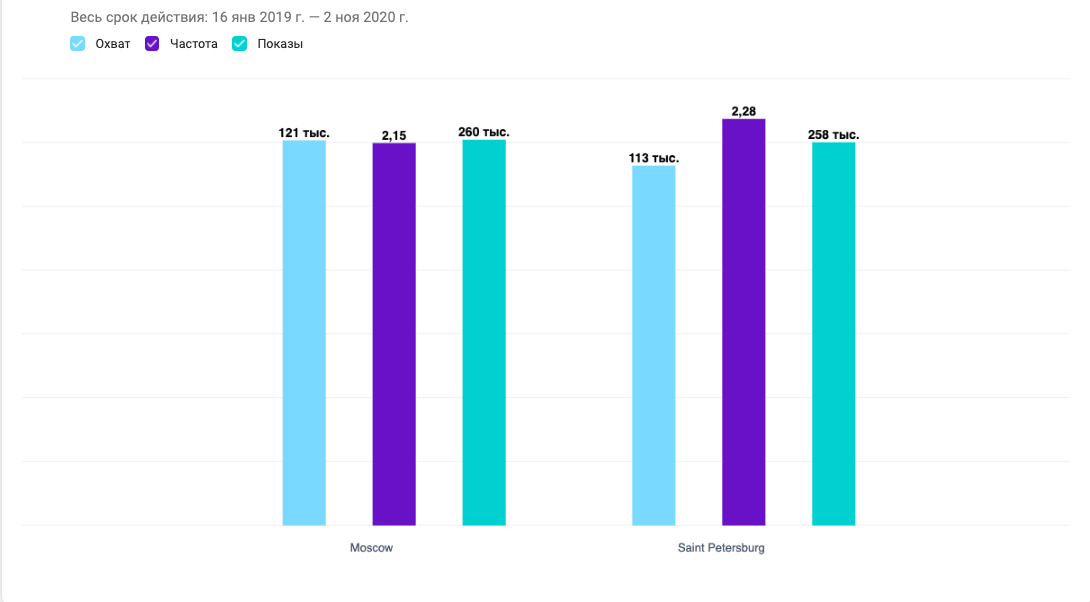 Весь срок действия: 16 янв 2019 г. — 2 ноя 2020 г.
Охват Частота Показы
121 тыс. 2,15 260 тыс. 113 тыс. 2,28 258 тыс.
Moscow Saint Petersburg